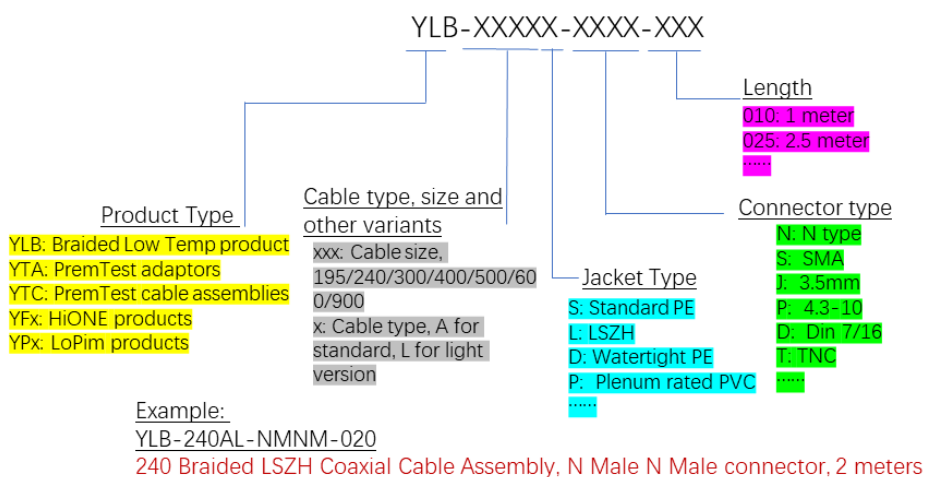 YLB-XXXXX-XXXX-XXX
Length
010: 1 meter
025: 2.5 meter
……
Cable type, size and
other variants
xxx: Cable size,
195/240/300/400/500/60
0/900
x: Cable type, A for
standard, L for light
version
Product Type
YLB: Braided Low Temp product
YTA: PremTest adaptors
YTC: PremTest cable assemblies
YFx: HiONE products
YPx: LoPim products
Connector type
N: N type
S: SMA
J: 3.5mm
P: 4.3-10
D: Din 7/16
T: TNC
……
Jacket Type
S: Standard PE
L: LSZH
D: Watertight PE
P: Plenum rated PVC
……
Example:
YLB-240AL-NMNM-020
240 Braided LSZH Coaxial Cable Assembly, N Male N Male connector, 2 meters